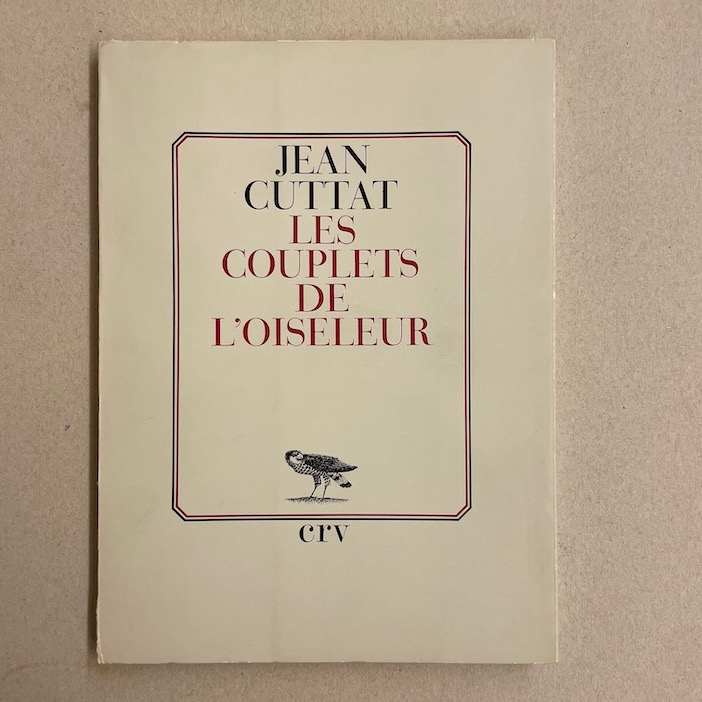 JEAN
CUTTAT
LES
COUPLETS
DE
L'OISELEUR
crv